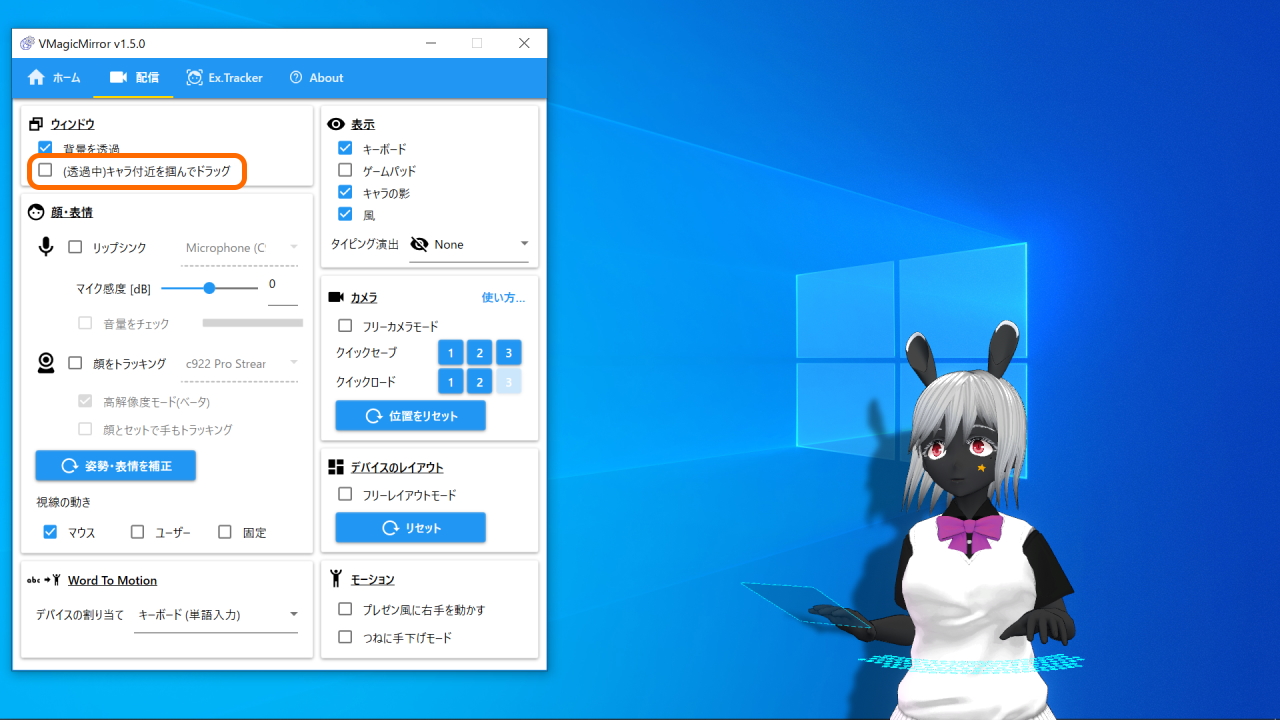 VMagicMirror v1.5.0
ホーム
配信
Ex.Tracker
About
ウィンドウ
背景を透過
(透過中)キャラ付近を掴んでドラッグ
顔・表情
リップシンク
Microphone (C
マイク感度 [dB]
0
音量をチェック
顔をトラッキング
c922 Pro Strear
高解像度モード(ベータ)
顔とセットで手もトラッキング
姿勢・表情を補正
視線の動き
マウス
ユーザー
固定
abc
Word To Motion
デバイスの割り当て
キーボード (単語入力)
表示
キーボード
ゲームパッド
キャラの影
風
タイピング演出
None
カメラ
使い方...
フリーカメラモード
クイックセーブ
1 2 3
クイックロード
1 2 3
位置をリセット
デバイスのレイアウト
フリーレイアウトモード
リセット
モーション
プレゼン風に右手を動かす
つねに手下げモード